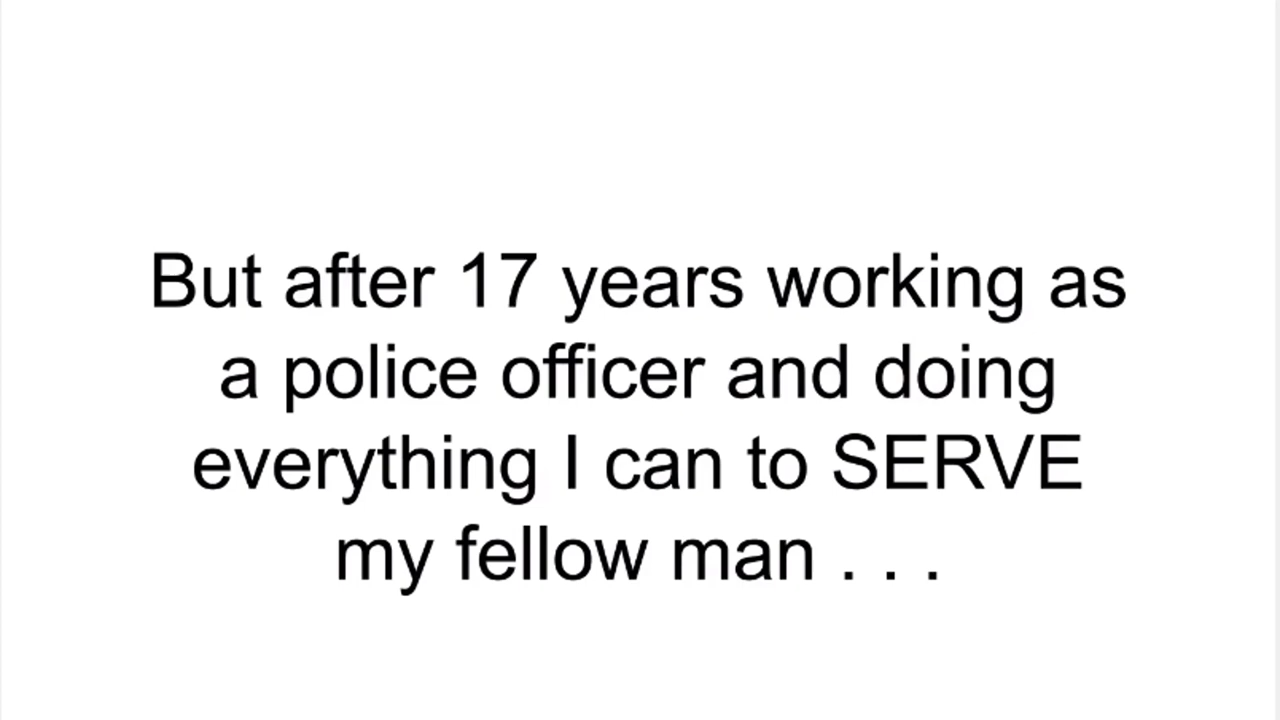 But after 17 years working as
a police officer and doing
everything I can to SERVE
my fellow man . . .